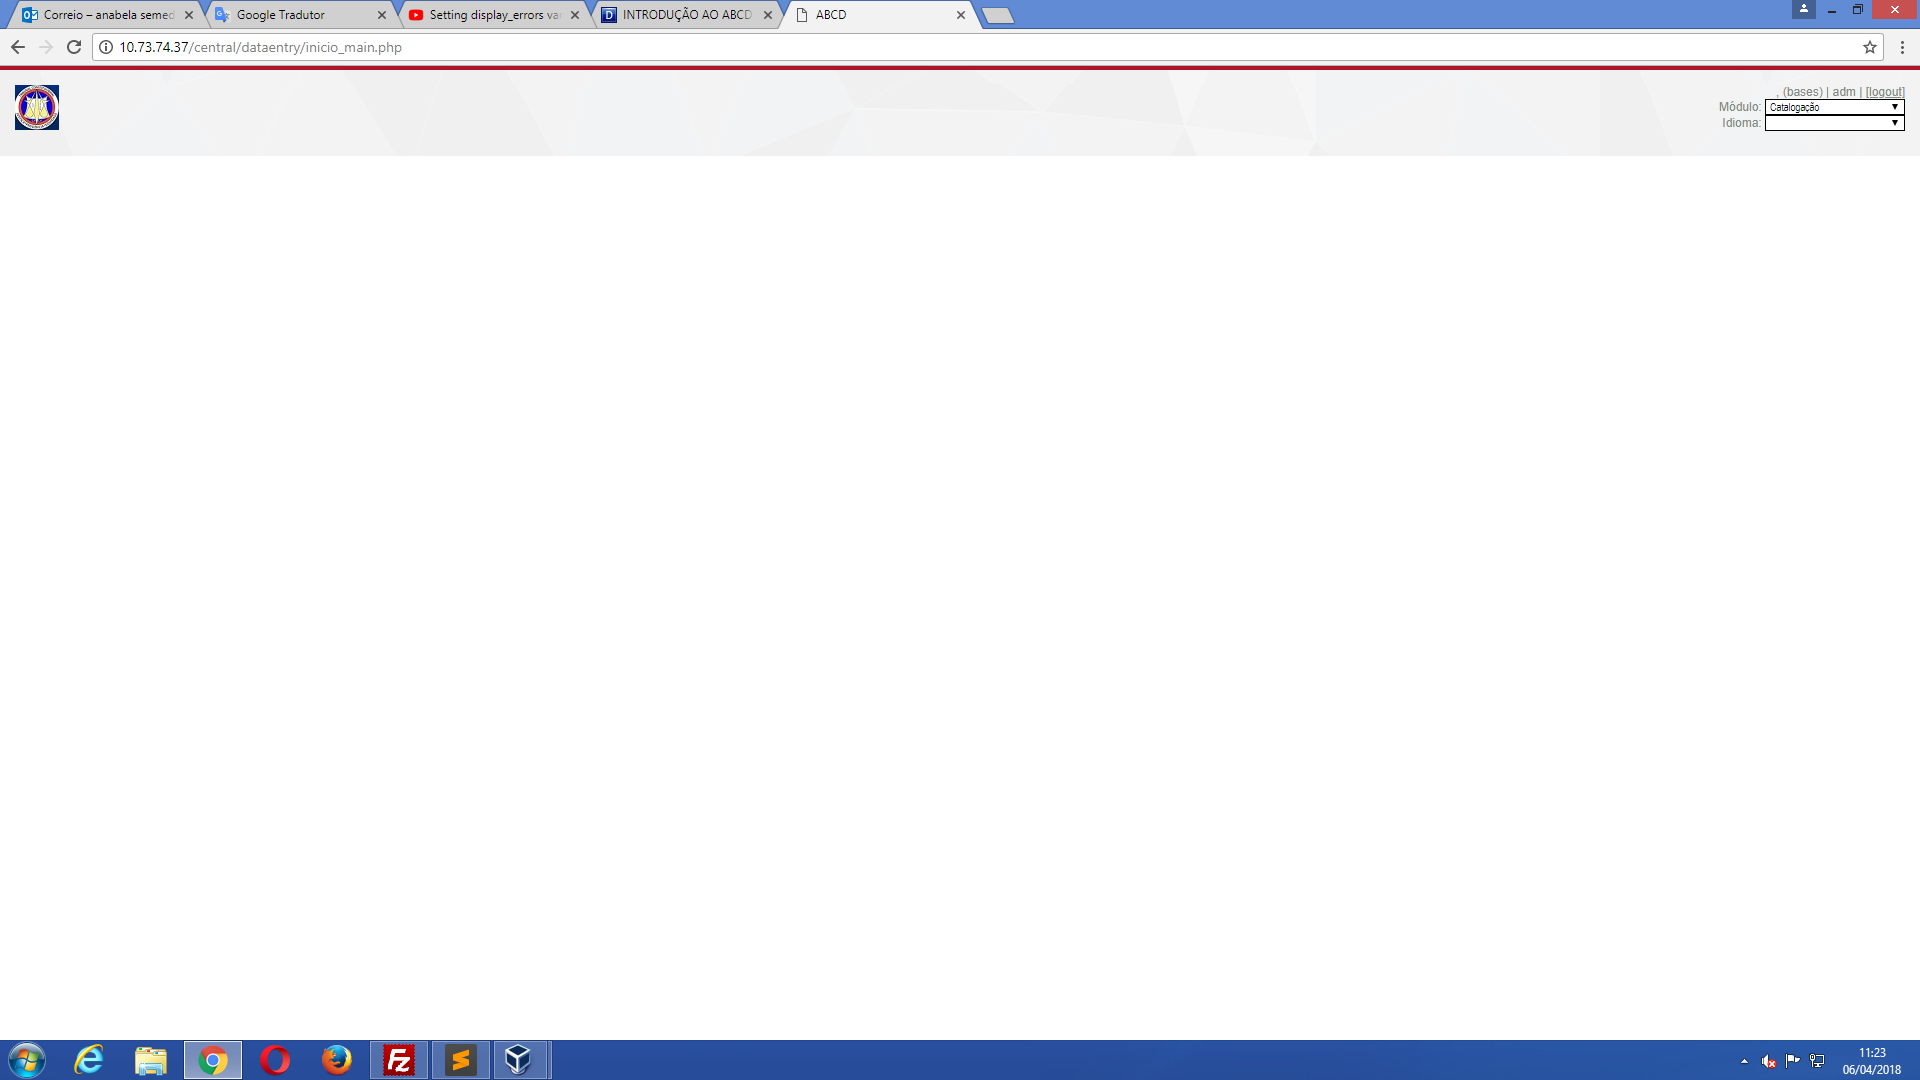 Correio – anabela semed
Google Tradutor
Setting display_errors va
INTRODUÇÃO AO ABCD
ABCD
10.73.74.37/central/dataentry/inicio_main.php
, (bases) | adm | [logout]
Módulo: Catalogação
Idioma:
11:23
06/04/2018